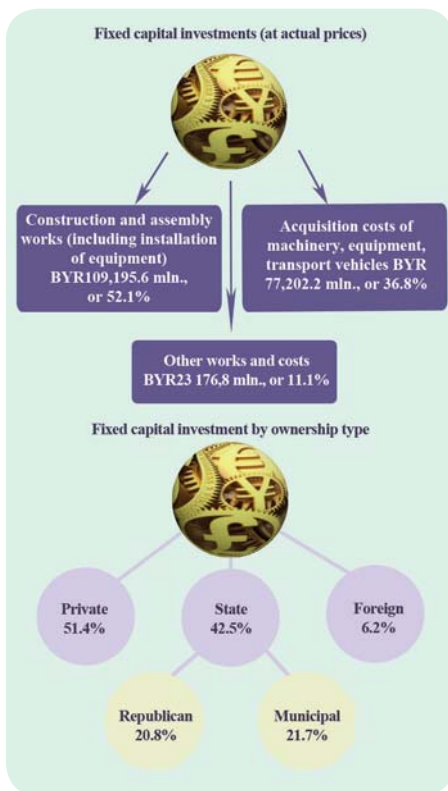 Fixed capital investments (at actual prices)
Construction and assembly
works (including installation
of equipment)
BYR109,195.6 mln.,
or 52.1%
Acquisition costs of
machinery, equipment,
transport vehicles BYR
77,202.2 mln., or 36.8%
Other works and costs
BYR23 176,8 mln., or 11.1%
Fixed capital investment by ownership type
Private
51.4%
State
42.5%
Foreign
6.2%
Republican
20.8%
Municipal
21.7%